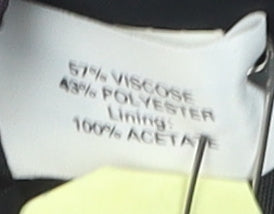 57% VISCOSE
43% POLYESTER
Lining:
100% ACETATE